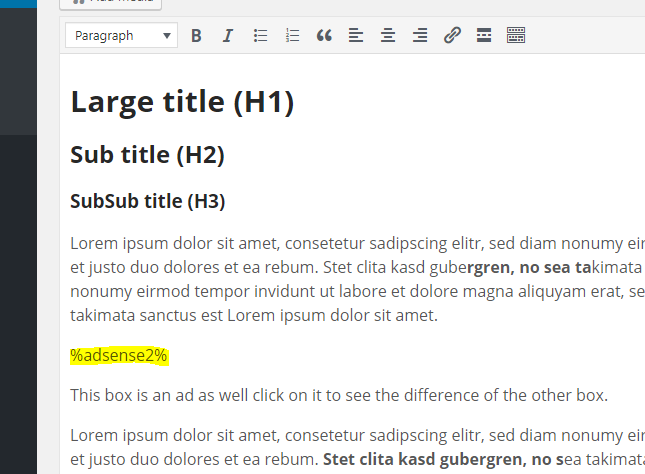 Add Media
Paragraph
Large title (H1)
Sub title (H2)
SubSub title (H3)
Lorem ipsum dolor sit amet, consetetur sadipscing elitr, sed diam nonumy eir
et justo duo dolores et ea rebum. Stet clita kasd gubergren, no sea takimata
nonumy eirmod tempor invidunt ut labore et dolore magna aliquyam erat, se
takimata sanctus est Lorem ipsum dolor sit amet.
%adsense2%
This box is an ad as well click on it to see the difference of the other box.
Lorem ipsum dolor sit amet, consetetur sadipscing elitr, sed diam nonumy eir
et justo duo dolores et ea rebum. Stet clita kasd gubergren, no sea takimata